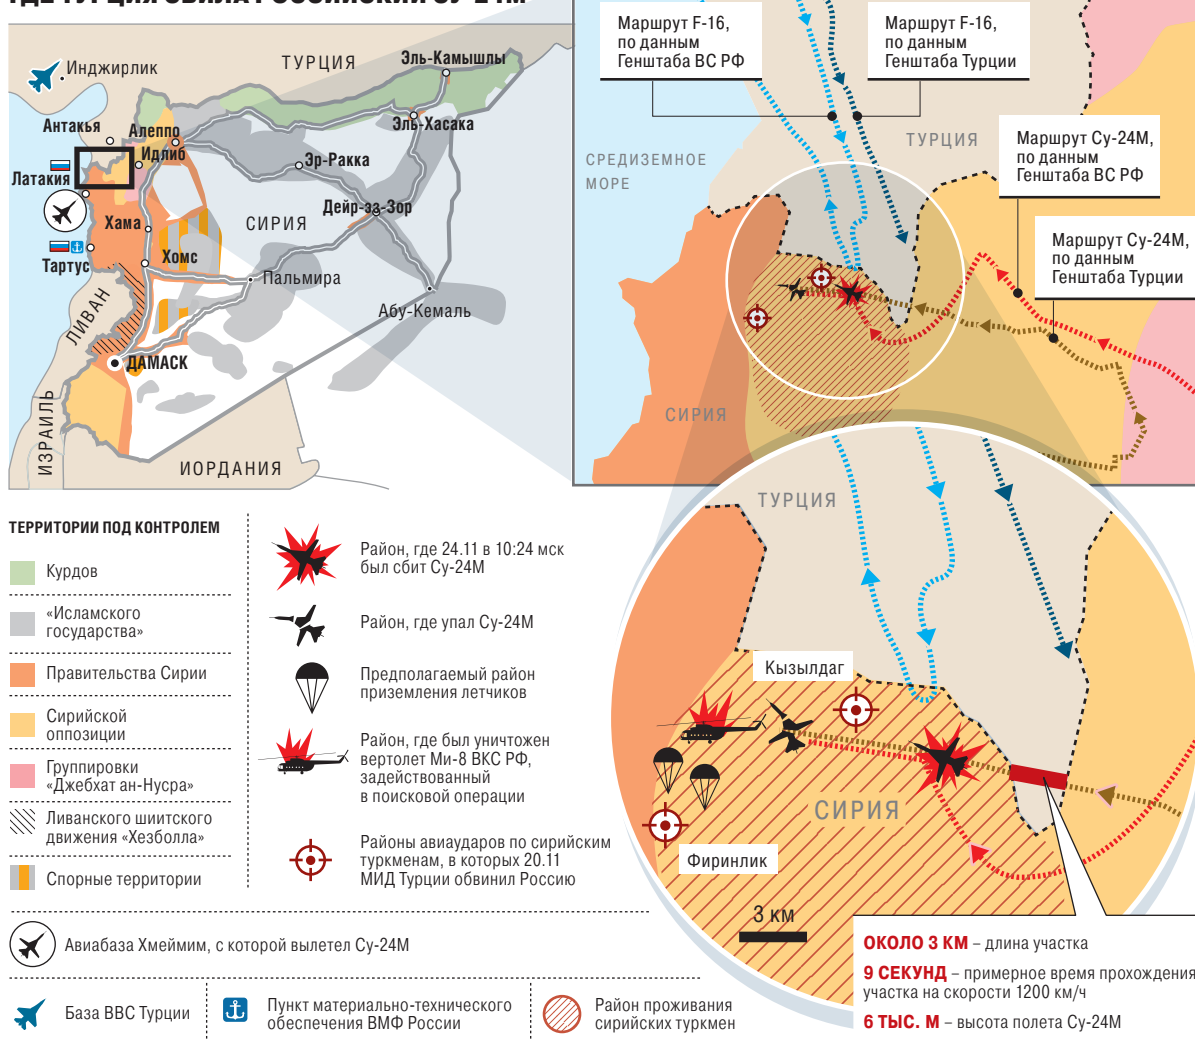 ГДЕ ТУРЦИЯ СБИЛА РОССИЙСКИЙ СУ-24М
Инджирлик
ТУРЦИЯ
Эль-Камышлы
Антакья
Алеппо
Эль-Хасака
Идлиб
Эр-Ракка
Латакия
Дейр-эз-Зор
Хама
СИРИЯ
Тартус
Хомс
Пальмира
ЛИВАН
Абу-Кемаль
ДАМАСК
ИЗРАИЛЬ
ИОРДАНИЯ
Маршрут F-16,
по данным
Генштаба ВС РФ
Маршрут F-16,
по данным
Генштаба Турции
СРЕДИЗЕМНОЕ
МОРЕ
ТУРЦИЯ
Маршрут Су-24М,
по данным
Генштаба ВС РФ
Маршрут Су-24М,
по данным
Генштаба Турции
СИРИЯ
ТУРЦИЯ
Кызылдаг
СИРИЯ
Фиринлик
3 км
ОКОЛО 3 КМ – длина участка
9 СЕКУНД – примерное время прохождения
участка на скорости 1200 км/ч
6 ТЫС. М – высота полета Су-24М
ТЕРРИТОРИИ ПОД КОНТРОЛЕМ
Курдов
«Исламского
государства»
Правительства Сирии
Сирийской
оппозиции
Группировки
«Джебхат ан-Нусра»
Ливанского шиитского
движения «Хезболла»
Спорные территории
Район, где 24.11 в 10:24 мск
был сбит Су-24М
Район, где упал Су-24М
Предполагаемый район
приземления летчиков
Район, где был уничтожен
вертолет Ми-8 ВКС РФ,
задействованный
в поисковой операции
Районы авиаударов по сирийским
туркменам, в которых 20.11
МИД Турции обвинил Россию
Авиабаза Хмеймим, с которой вылетел Су-24М
База ВВС Турции
Пункт материально-технического
обеспечения ВМФ России
Район проживания
сирийских туркмен